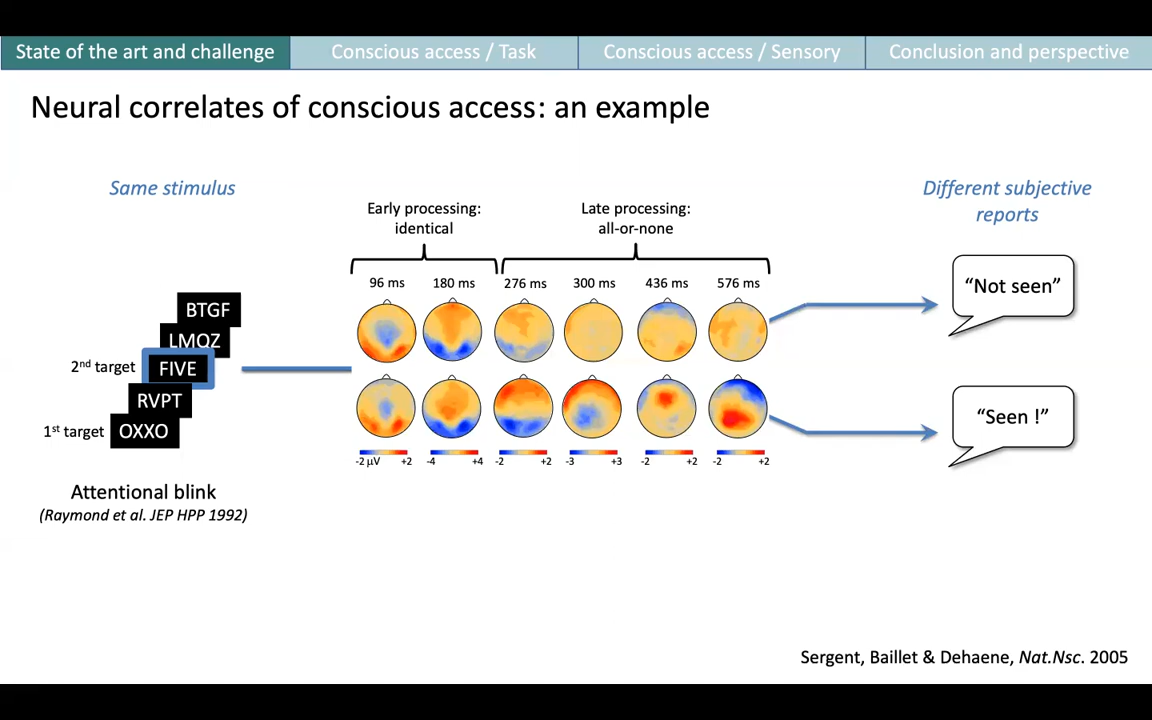 State of the art and challenge
Conscious access / Task
Conscious access / Sensory
Conclusion and perspective
Neural correlates of conscious access: an example
Same stimulus
Different subjective
reports
Early processing:
identical
Late processing:
all-or-none
96 ms
180 ms
276 ms
300 ms
436 ms
576 ms
BTGF
LMQZ
2nd target
FIVE
RVPT
1st target
OXXO
"Not seen"
"Seen !"
-2 µV
+2
-4
+4
-2
+2
-3
+3
-2
+2
-2
+2
Attentional blink
(Raymond et al. JEP HPP 1992)
Sergent, Baillet & Dehaene, Nat.Nsc. 2005